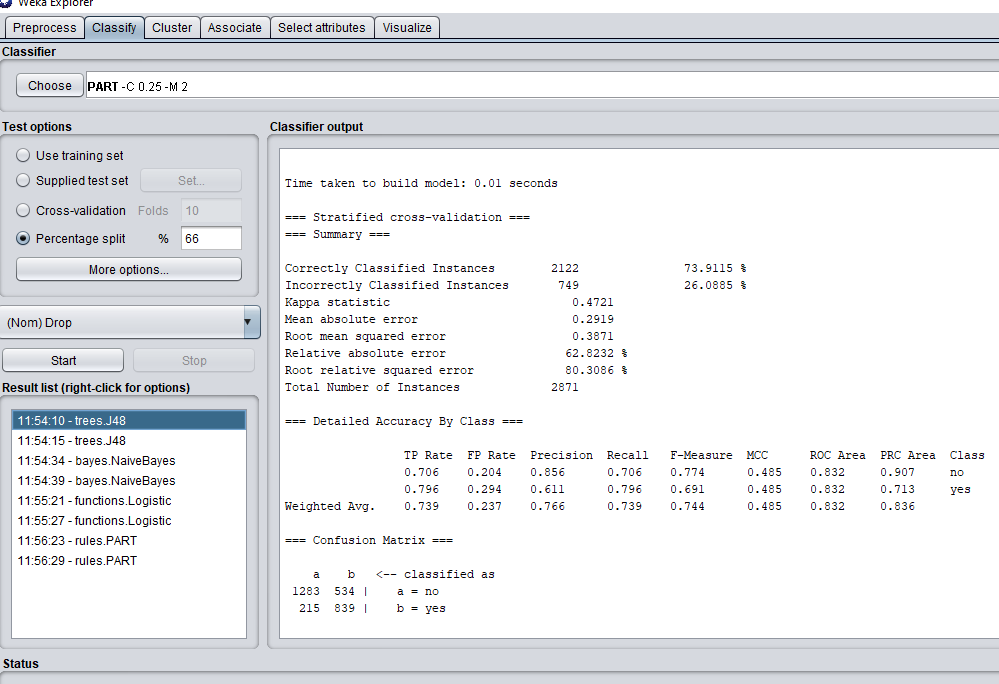 Weka Explorer
Preprocess Classify Cluster Associate Select attributes Visualize
Classifier
Choose PART -C 0.25 -M 2
Test options
Use training set
Supplied test set Set...
Cross-validation Folds 10
Percentage split % 66
More options...
(Nom) Drop
Start Stop
Result list (right-click for options)
11:54:10 - trees.J48
11:54:15 - trees.J48
11:54:34 - bayes.NaiveBayes
11:54:39 - bayes.NaiveBayes
11:55:21 - functions.Logistic
11:55:27 - functions.Logistic
11:56:23 - rules.PART
11:56:29 - rules.PART
Classifier output
Time taken to build model: 0.01 seconds
=== Stratified cross-validation ===
=== Summary ===
Correctly Classified Instances 2122 73.9115 %
Incorrectly Classified Instances 749 26.0885 %
Kappa statistic 0.4721
Mean absolute error 0.2919
Root mean squared error 0.3871
Relative absolute error 62.8232 %
Root relative squared error 80.3086 %
Total Number of Instances 2871
=== Detailed Accuracy By Class ===
TP Rate FP Rate Precision Recall F-Measure MCC ROC Area PRC Area Class
0.706 0.204 0.856 0.706 0.774 0.485 0.832 0.907 no
0.796 0.294 0.611 0.796 0.691 0.485 0.832 0.713 yes
Weighted Avg. 0.739 0.237 0.766 0.739 0.744 0.485 0.832 0.836
=== Confusion Matrix ===
a b <-- classified as
1283 534 | a = no
215 839 | b = yes
Status